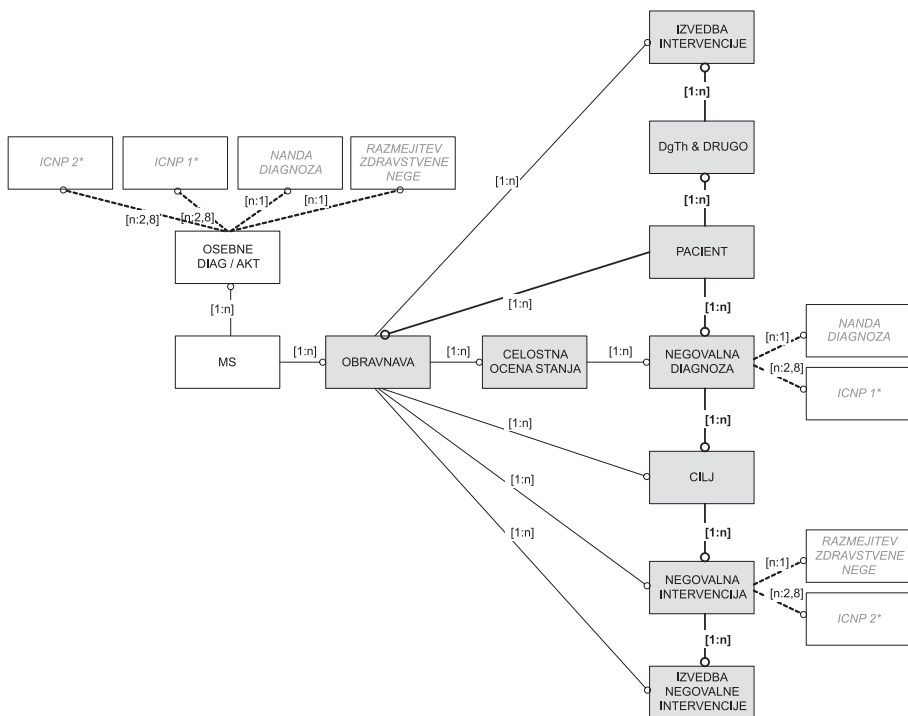 IZVEDBA
INTERVENCIJE
[1:n]
DgTh & DRUGO
[1:n]
PACIENT
[1:n]
ICNP 2*
ICNP 1*
NANDA
DIAGNOZA
RAZMEJITEV
ZDRAVSTVENE
NEGE
[n:2,8]
[n:2,8]
[n:1]
[n:1]
OSEBNE
DIAG / AKT
[1:n]
MS
[1:n]
OBRAVNAVA
[1:n]
[1:n]
[1:n]
CELOSTNA
OCENA STANJA
[1:n]
NEGOVALNA
DIAGNOZA
[n:1]
[n:2,8]
NANDA
DIAGNOZA
ICNP 1*
[1:n]
[1:n]
CILJ
[1:n]
[1:n]
NEGOVALNA
INTERVENCIJA
[n:1]
[n:2,8]
RAZMEJITEV
ZDRAVSTVENE
NEGE
ICNP 2*
[1:n]
[1:n]
IZVEDBA
NEGOVALNE
INTERVENCIJE